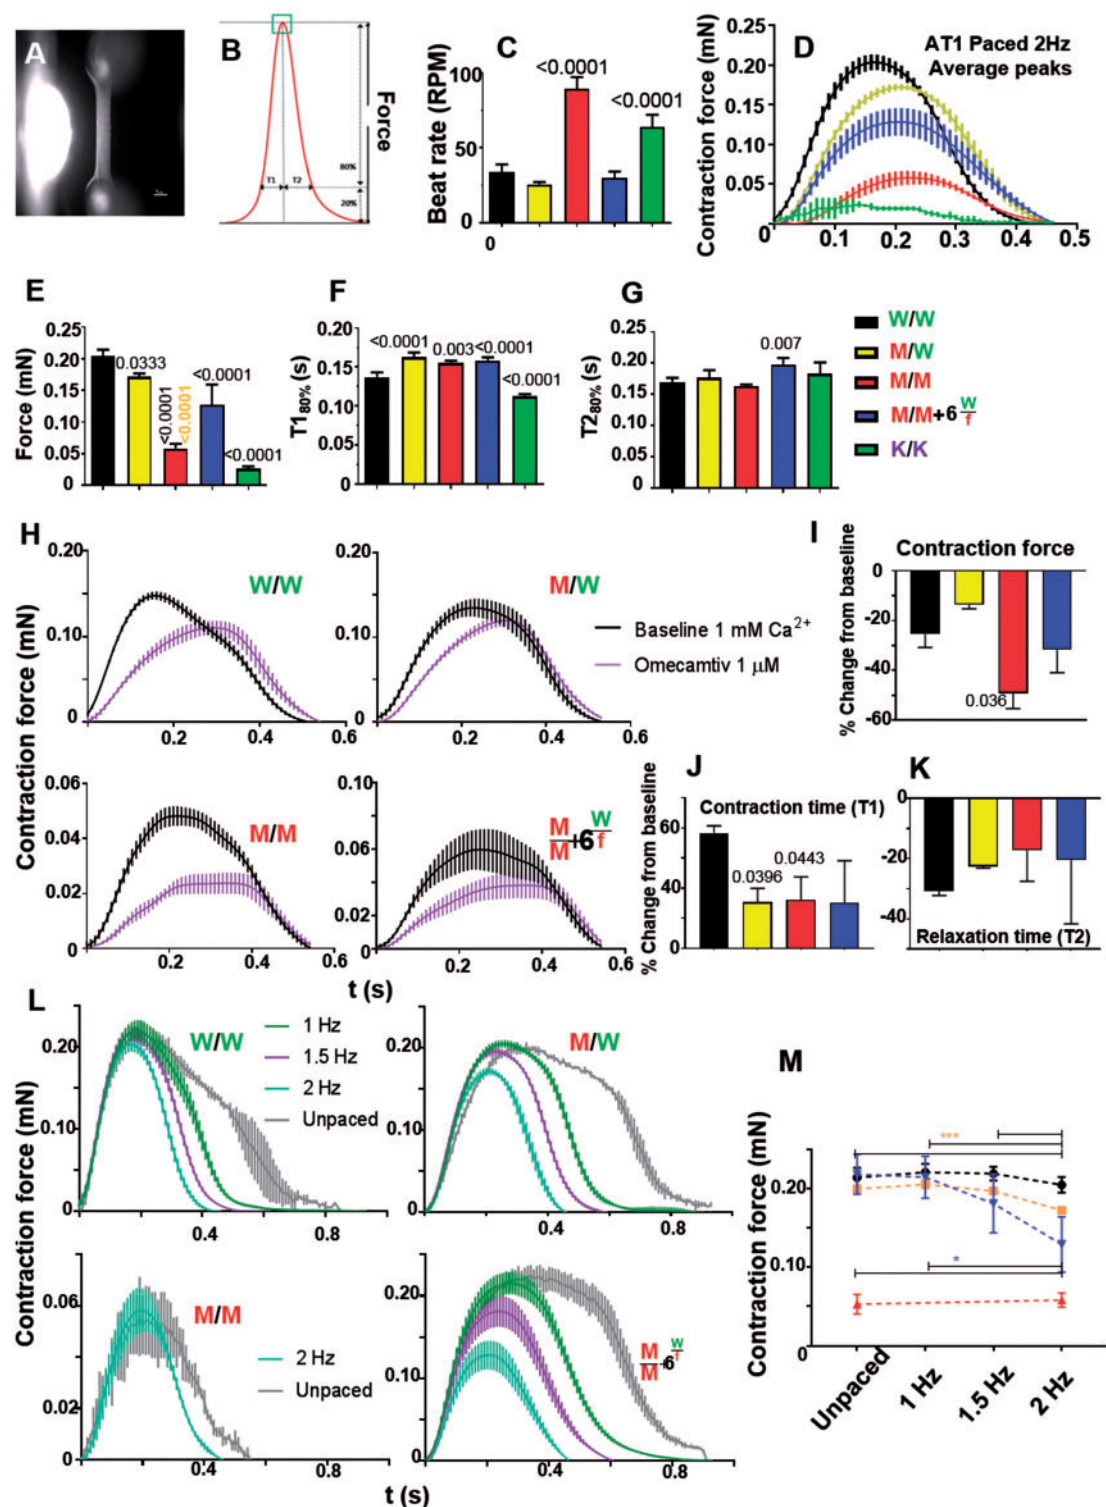 A
B
T1
T2
80%
20%
Force
C
Beat rate (RPM)
100
50
0
<0.0001
<0.0001
D
AT1 Paced 2Hz
Average peaks
Contraction force (mN)
0.20
0.15
0.10
0.05
0
0.1
0.2
0.3
0.4
0.5
E
Force (mN)
0.25
0.20
0.15
0.10
0.05
0
0.0333
<0.0001
<0.0001
<0.0001
<0.0001
F
T1 80% (s)
0.25
0.20
0.15
0.10
0.05
0
<0.0001
0.003
<0.0001
<0.0001
G
T2 80% (s)
0.25
0.20
0.15
0.10
0.05
0
0.007
W/W
M/W
M/M
M/M+6 W/f
K/K
H
Contraction force (mN)
0.20
0.10
0
0.2
0.4
0.6
W/W
0.20
0.10
0
0.2
0.4
0.6
M/W
Baseline 1 mM Ca2+
Omecamtiv 1 µM
0.06
0.04
0.02
0
0.2
0.4
0.6
M/M
0.10
0.06
0.04
0
0.2
0.4
0.6
M/M+6 W/f
t (s)
I
Contraction force
% Change from baseline
0
-20
-40
-60
0.036
J
Contraction time (T1)
% Change from baseline
60
40
20
0
0.0396
0.0443
K
0
-20
-40
Relaxation time (T2)
L
Contraction force (mN)
0.20
0.10
0
0.4
0.8
W/W
1 Hz
1.5 Hz
2 Hz
Unpaced
0.20
0.10
0
0.4
0.8
M/W
0.06
0.02
0
0.4
0.8
M/M
2 Hz
Unpaced
0.20
0.10
0
0.4
0.8
M/M+6 W/f
t (s)
M
Contraction force (mN)
0.20
0.10
0
***
*
Unpaced
1 Hz
1.5 Hz
2 Hz